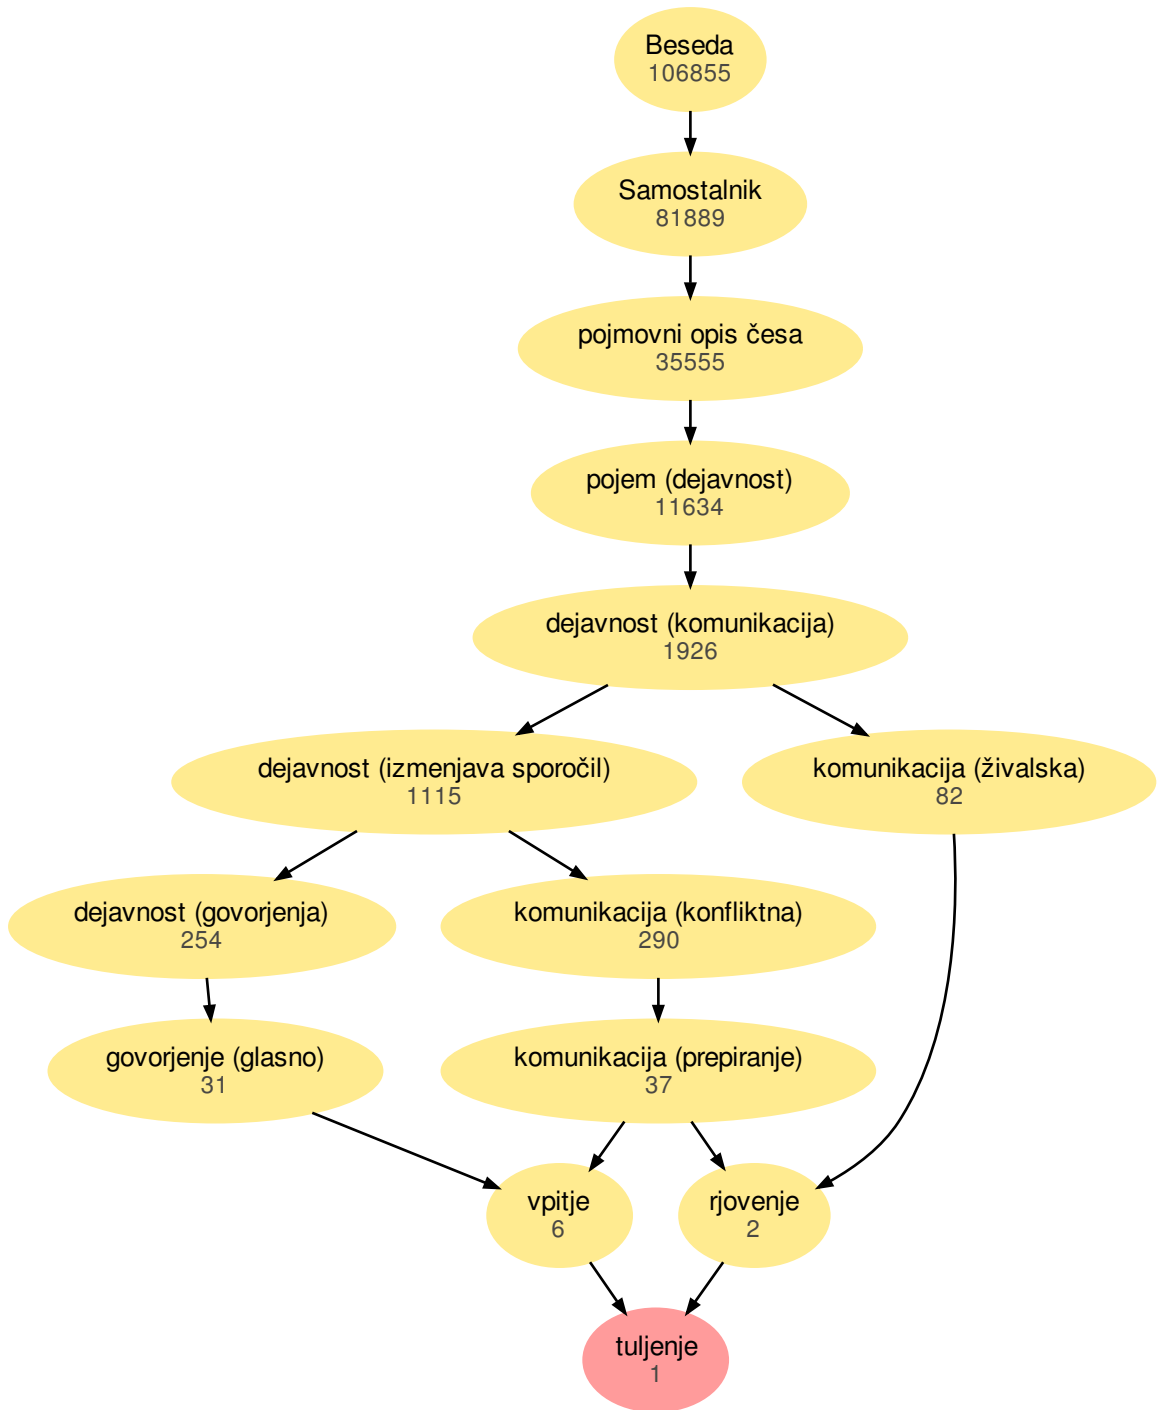 Beseda
106855
Samostalnik
81889
pojmovni opis česa
35555
pojem (dejavnost)
11634
dejavnost (komunikacija)
1926
dejavnost (izmenjava sporočil)
1115
komunikacija (živalska)
82
dejavnost (govorjenja)
254
komunikacija (konfliktna)
290
govorjenje (glasno)
31
komunikacija (prepiranje)
37
vpitje
6
rjovenje
2
tuljenje
1